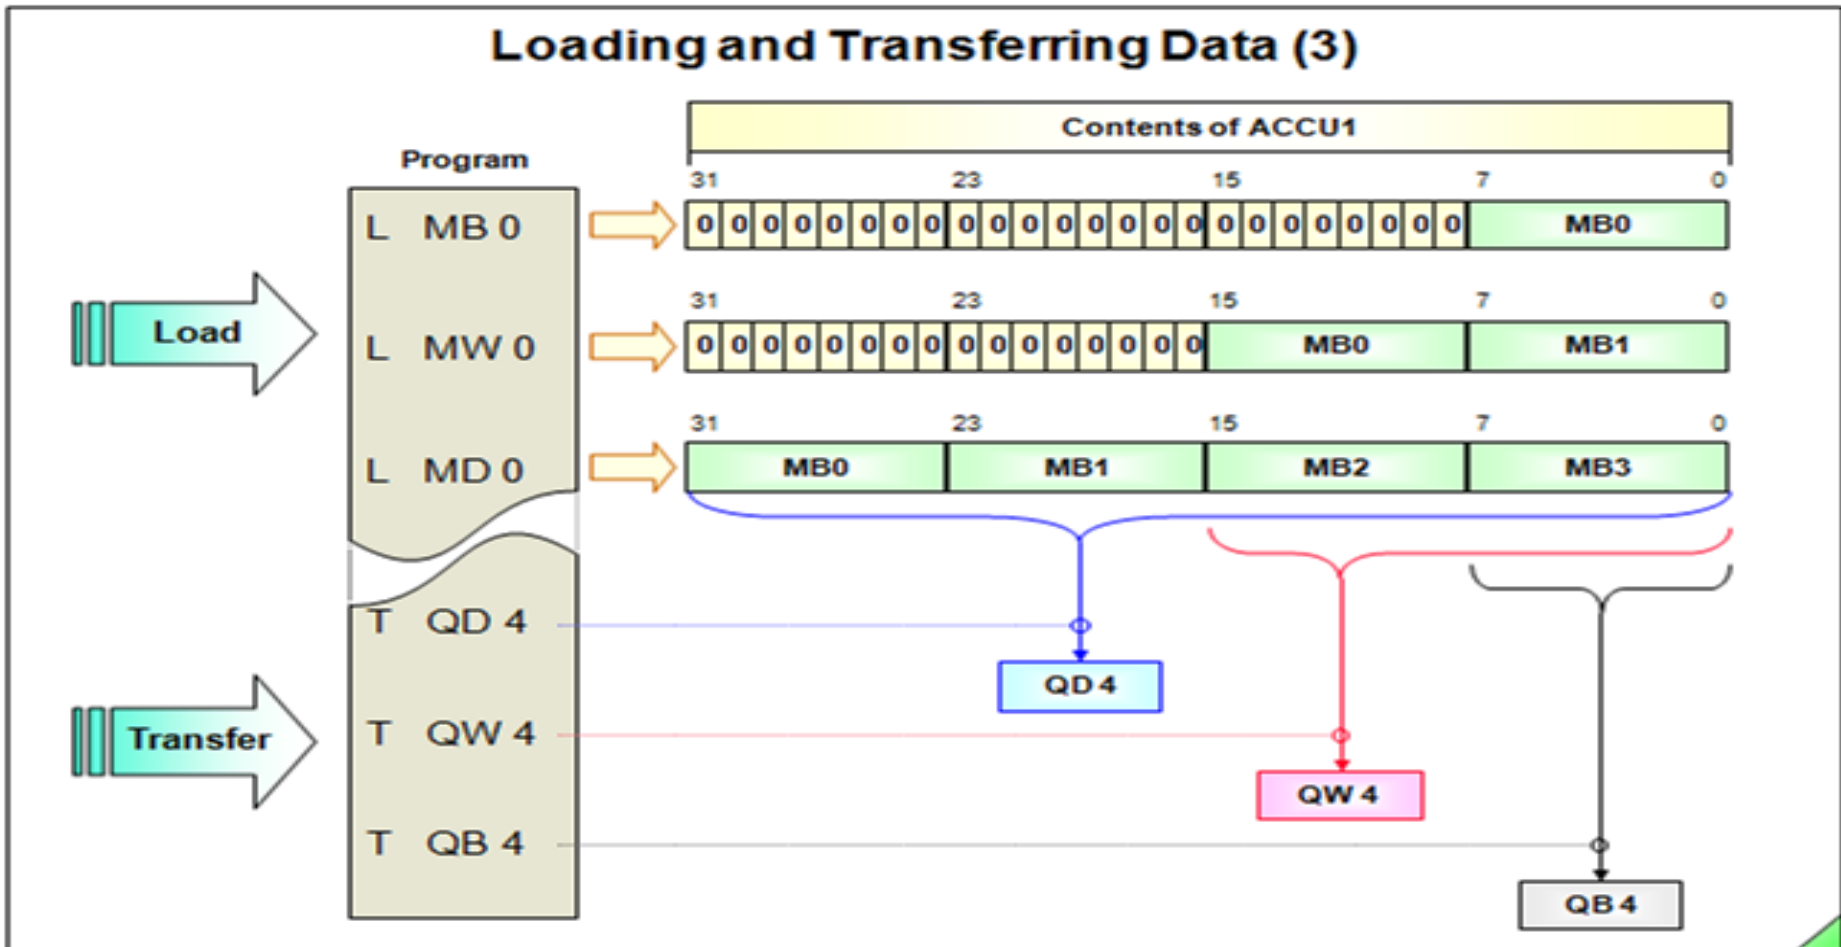 Loading and Transferring Data (3)
Contents of ACCU1
Program
31 23 15 7 0
L MB 0
0 0 0 0 0 0 0 0 0 0 0 0 0 0 0 0 0 0 0 0 0 0 0 0 MB0
Load
31 23 15 7 0
L MW 0
0 0 0 0 0 0 0 0 0 0 0 0 0 0 0 0 MB0 MB1
31 23 15 7 0
L MD 0
MB0 MB1 MB2 MB3
T QD 4
QD 4
Transfer
T QW 4
QW 4
T QB 4
QB 4